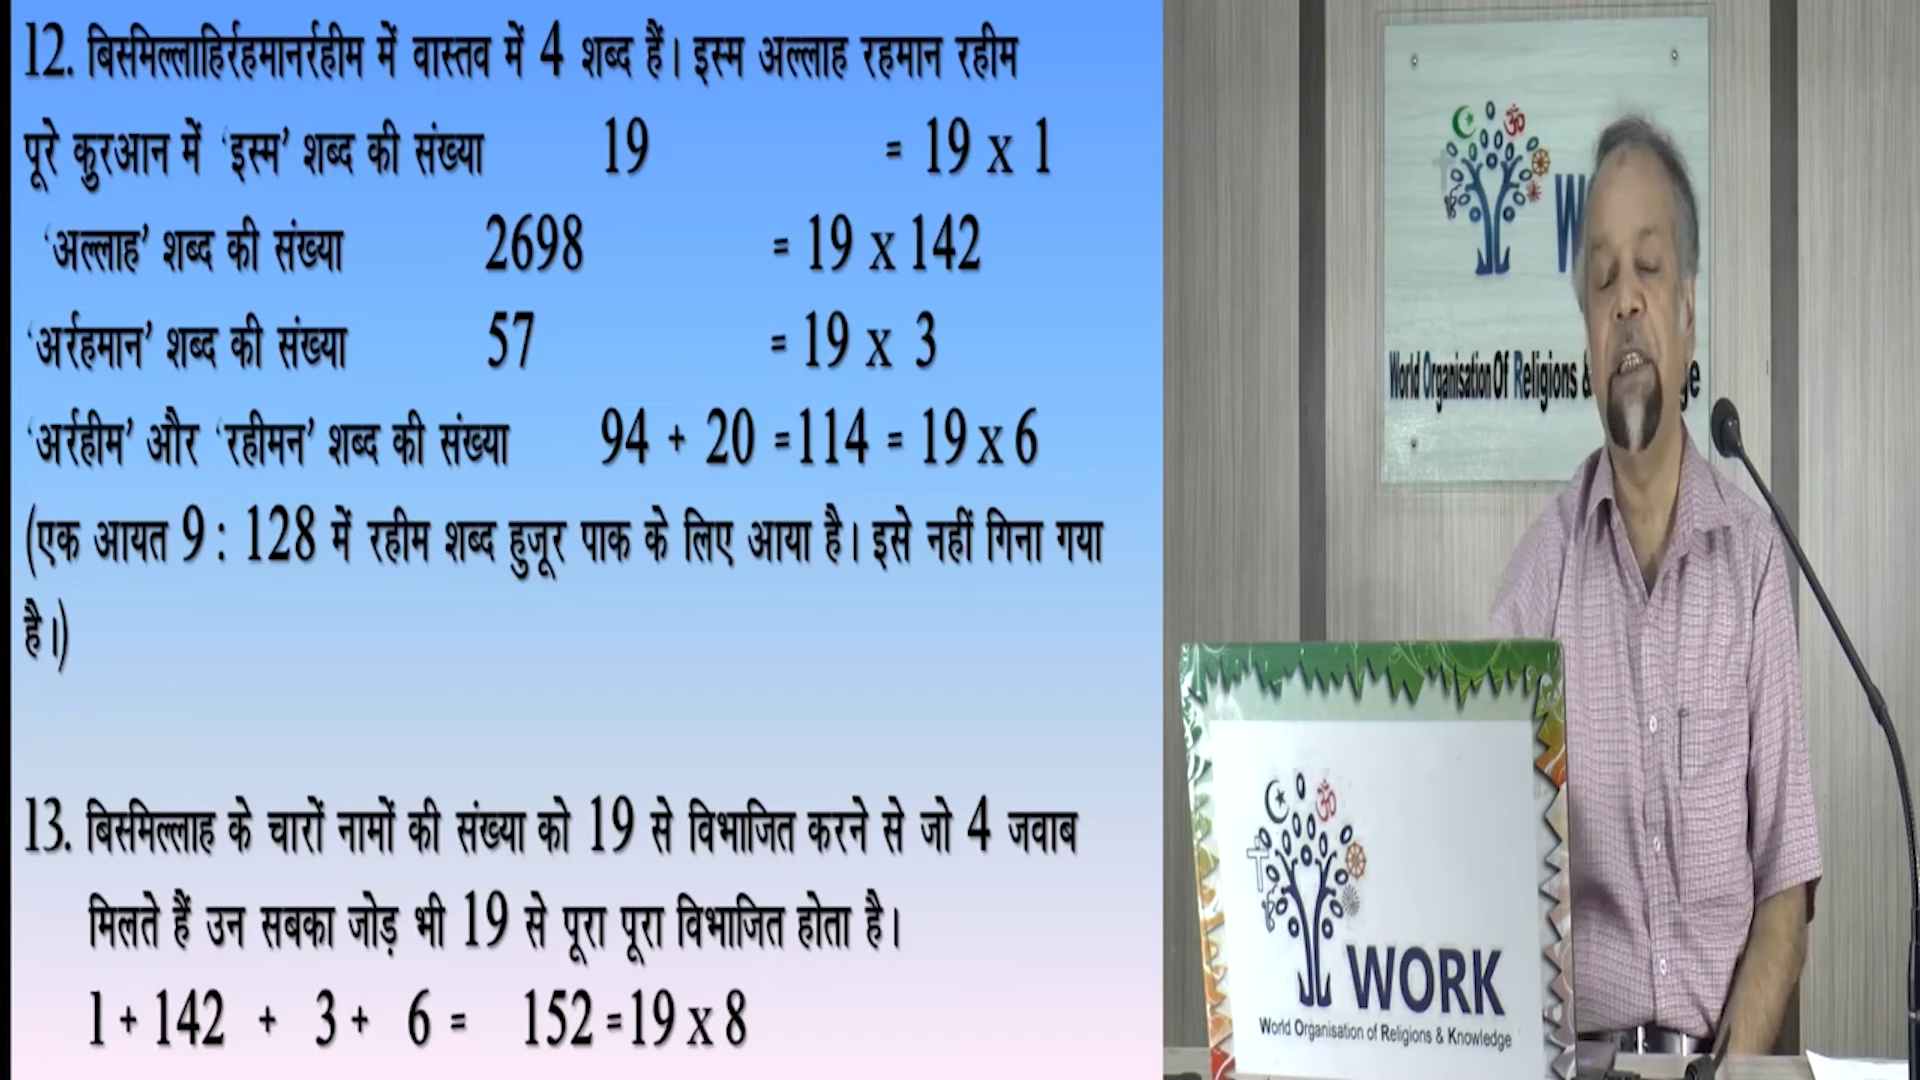 12. बिसमिल्लाहिर्रहमानर्रहीम में वास्तव में 4 शब्द हैं। इस्म अल्लाह रहमान रहीम
पूरे क़ुरआन में ‘इस्म’ शब्द की संख्या 19 = 19 x 1
‘अल्लाह’ शब्द की संख्या 2698 = 19 x 142
‘अर्रहमान’ शब्द की संख्या 57 = 19 x 3
‘अर्रहीम’ और ‘रहीमन’ शब्द की संख्या 94 + 20 =114 = 19 x 6
(एक आयत 9 : 128 में रहीम शब्द हुजूर पाक के लिए आया है। इसे नहीं गिना गया
है।)
13. बिसमिल्लाह के चारों नामों की संख्या को 19 से विभाजित करने से जो 4 जवाब
मिलते हैं उन सबका जोड़ भी 19 से पूरा पूरा विभाजित होता है।
1 + 142 + 3 + 6 = 152 =19 x 8
World Organisation Of Religions &
WORK
World Organisation of Religions & Knowledge